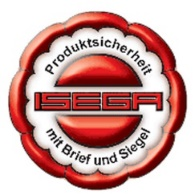 Produktsicherheit
ISEGA
mit Brief und Siegel